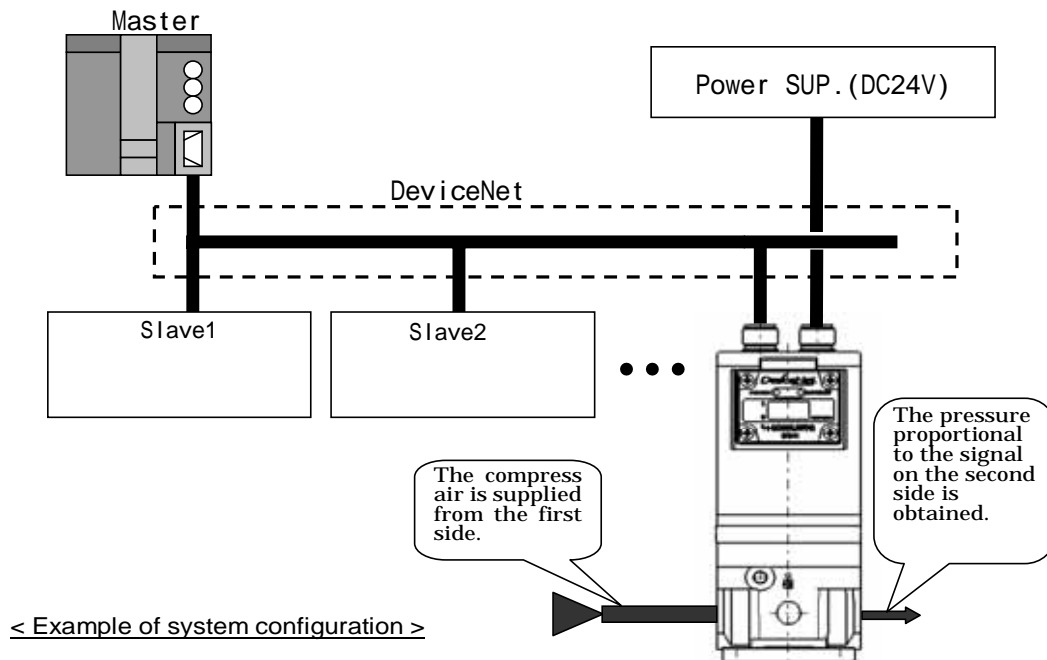 Master
Power SUP.(DC24V)
DeviceNet
Slave1
Slave2
DeviceNet
The compress
air is supplied
from the first
side.
The pressure
proportional
to the signal
on the second
side is
obtained.
< Example of system configuration >